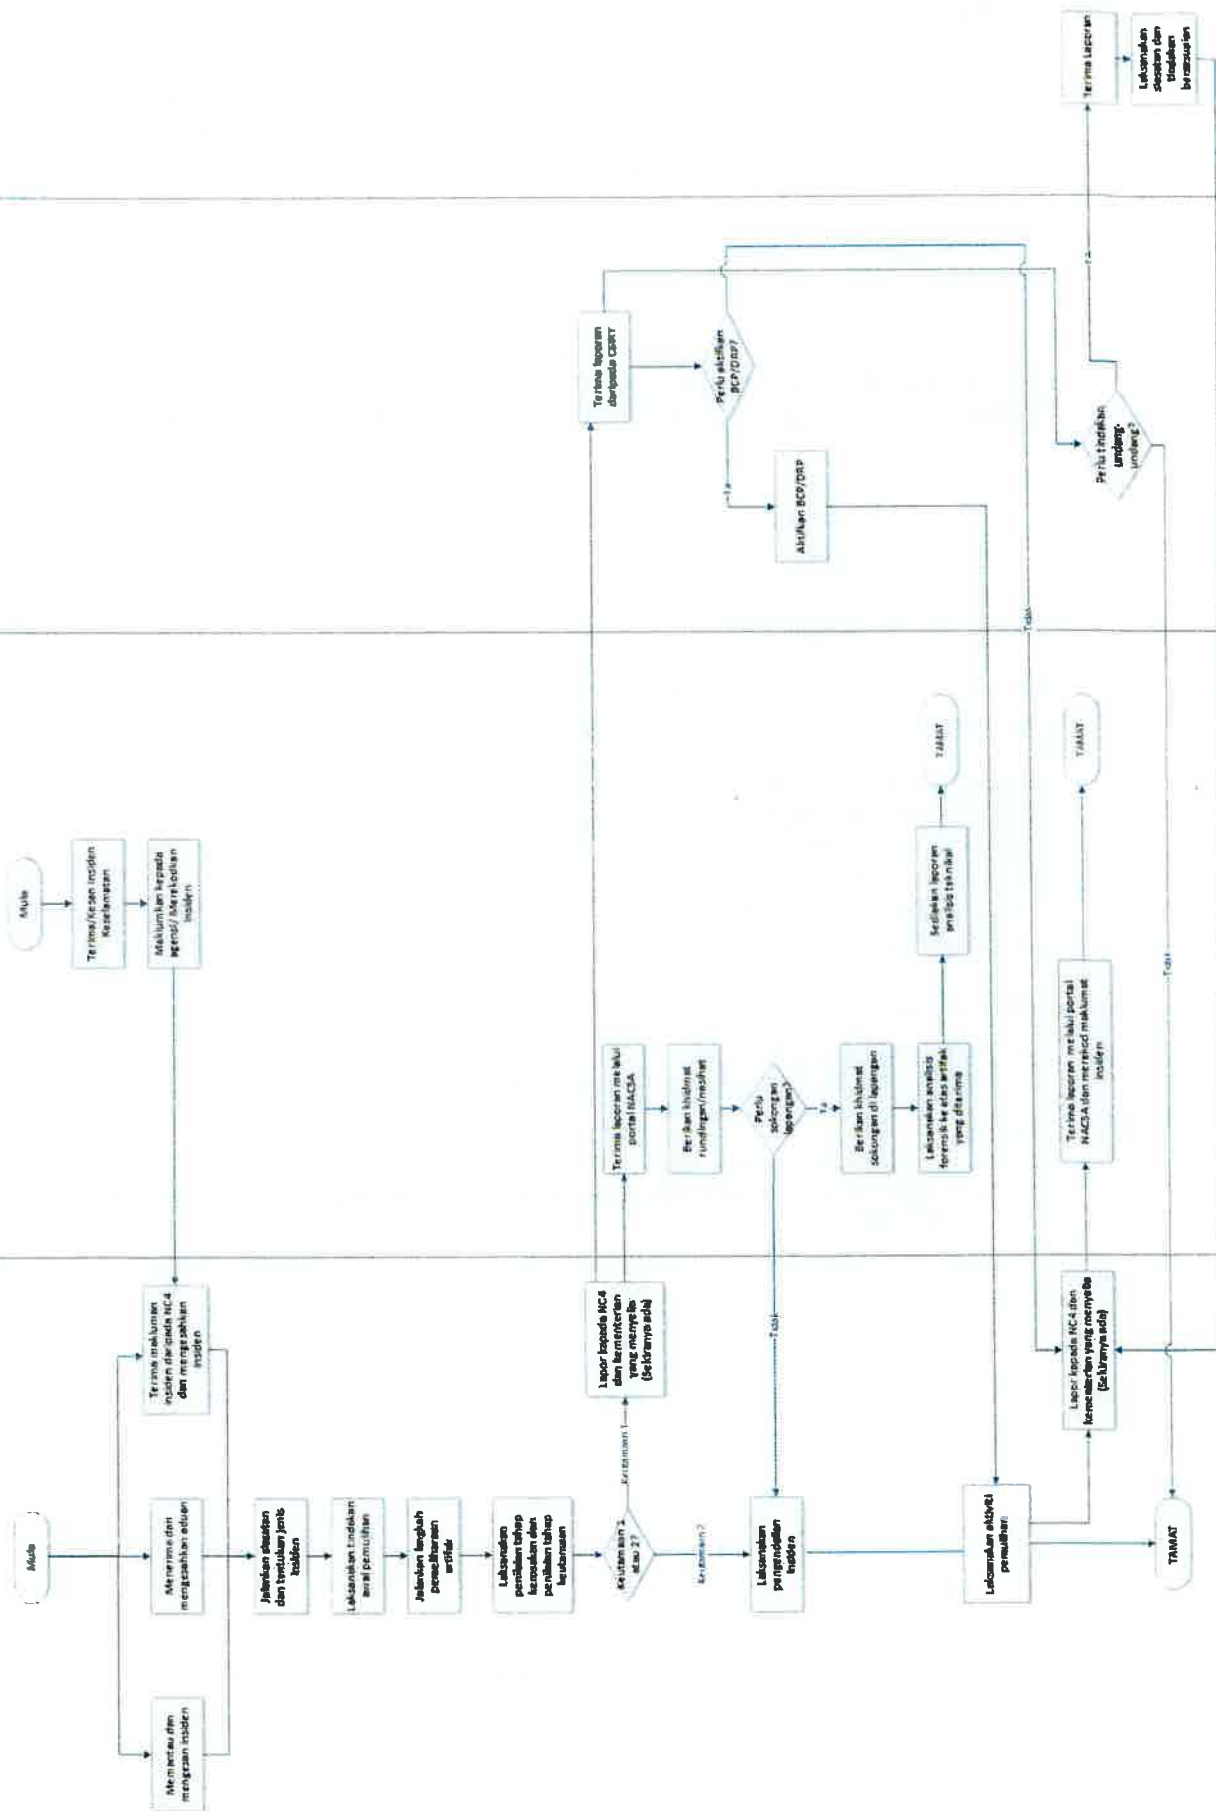 Mula
Memantau dan
mengesan insiden
Menerima dan
mengesahkan aduan
Terima makluman
insiden daripada NC4
dan mengesahkan
insiden
Jalankan siasatan
dan tentukan jenis
insiden
Laksanakan tindakan
awal pemulihan
Jalankan langkah
pemeliharaan
artifak
Laksanakan
penilaian tahap
kerosakan dan
penilaian tahap
keutamaan
Keutamaan 1
atau 2?
Keutamaan 1
Keutamaan 2
Lapor kepada NC4
dan kementerian
yang menyelia
(Sekiranya ada)
Laksanakan
pengendalian
insiden
Laksanakan aktiviti
pemulihan
Lapor kepada NC4 dan
kementerian yang menyelia
(Sekiranya ada)
TAMAT
Mula
Terima/Kesan Insiden
Keselamatan
Maklumkan kepada
agensi/ Merekodkan
insiden
Terima laporan melalui
portal NACSA
Berikan khidmat
rundingan/nasihat
Perlu
sokongan
lapangan?
Tidak
Ya
Berikan khidmat
sokongan di lapangan
Laksanakan analisis
forensik ke atas artifak
yang diterima
Sediakan laporan
analisis teknikal
TAMAT
Terima laporan melalui portal
NACSA dan merekod maklumat
insiden
TAMAT
Terima laporan
daripada CSIRT
Perlu aktifkan
BCP/DRP?
Ya
Tidak
Aktifkan BCP/DRP
Perlu tindakan
undang-
undang?
Ya
Tidak
Terima Laporan
Laksanakan
siasatan dan
tindakan
bersesuaian